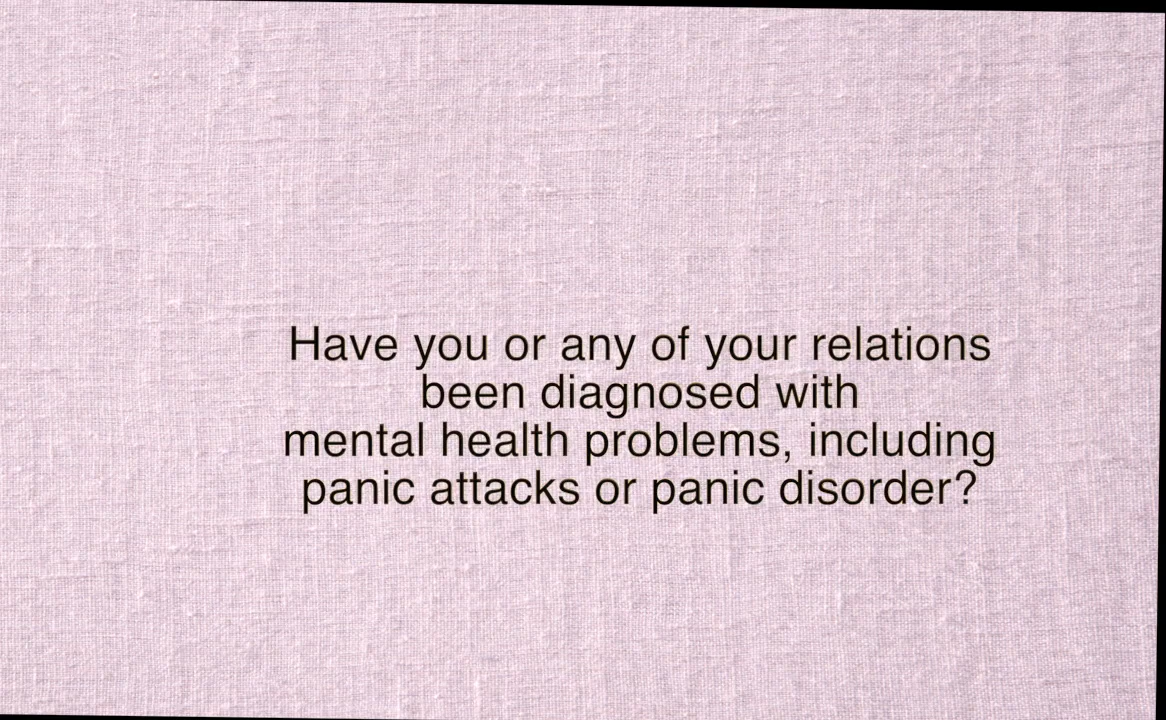 Have you or any of your relations
been diagnosed with
mental health problems, including
panic attacks or panic disorder?